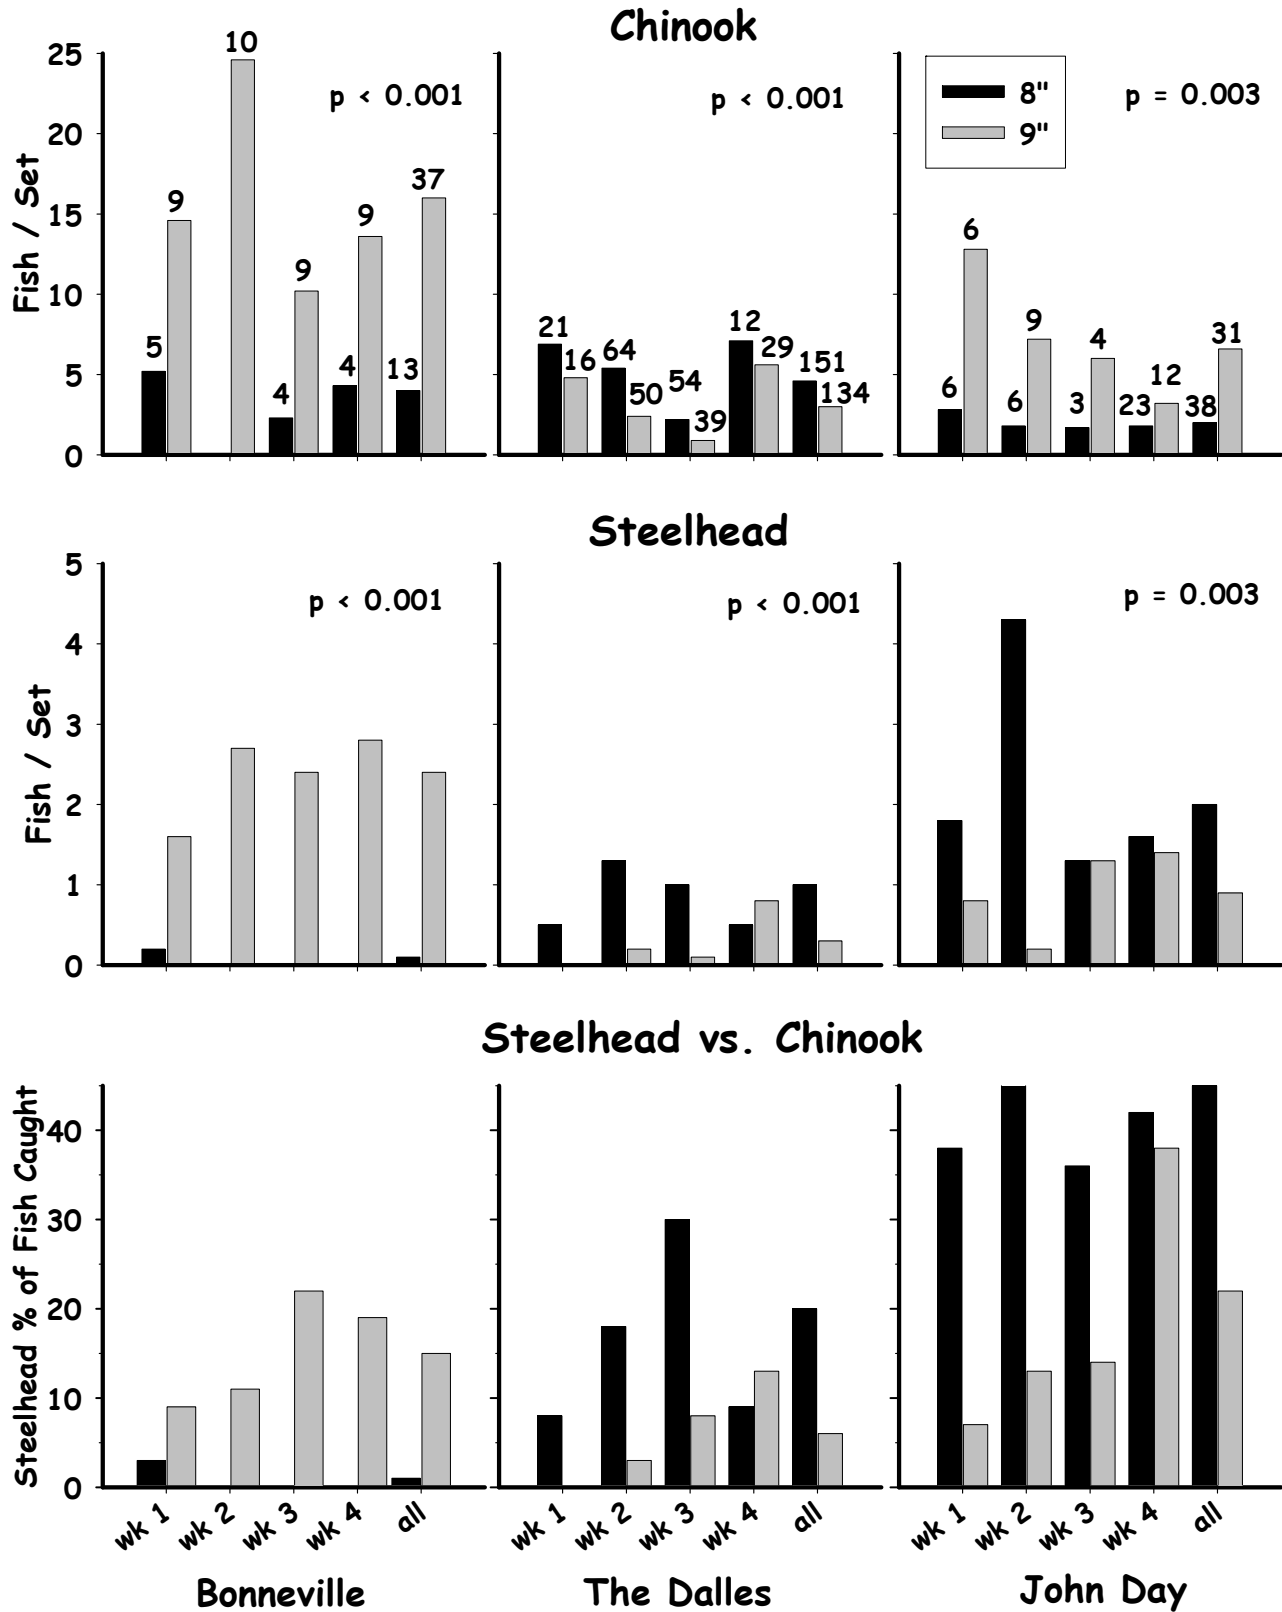 Chinook
Fish / Set
25
20
15
10
5
0
p < 0.001
5
9
10
4
9
4
9
13
37
p < 0.001
21
16
64
50
54
39
12
29
151
134
8"
9"
p = 0.003
6
6
6
9
3
4
23
12
38
31
Steelhead
Fish / Set
5
4
3
2
1
0
p < 0.001
p < 0.001
p = 0.003
Steelhead vs. Chinook
Steelhead % of Fish Caught
40
30
20
10
0
wk 1
wk 2
wk 3
wk 4
all
wk 1
wk 2
wk 3
wk 4
all
wk 1
wk 2
wk 3
wk 4
all
Bonneville
The Dalles
John Day